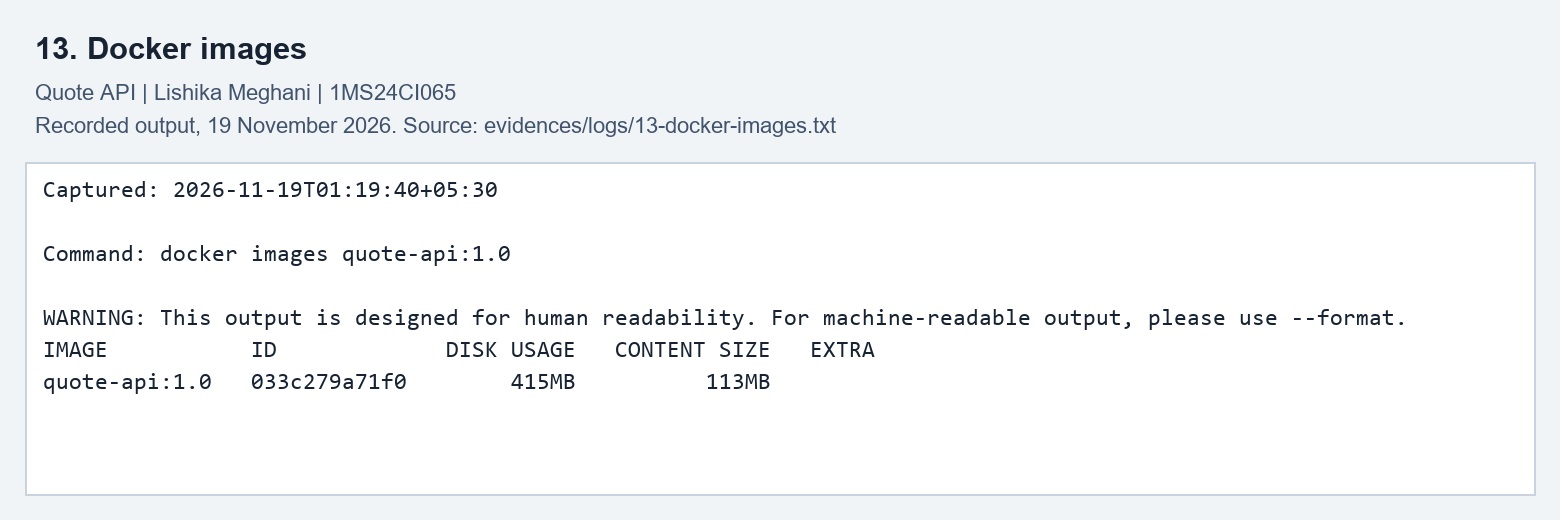 13. Docker images
Quote API | Lishika Meghani | 1MS24CI065
Recorded output, 19 November 2026. Source: evidences/logs/13-docker-images.txt
Captured: 2026-11-19T01:19:40+05:30
Command: docker images quote-api:1.0
WARNING: This output is designed for human readability. For machine-readable output, please use --format.
IMAGE           ID             DISK USAGE   CONTENT SIZE   EXTRA
quote-api:1.0   033c279a71f0        415MB          113MB